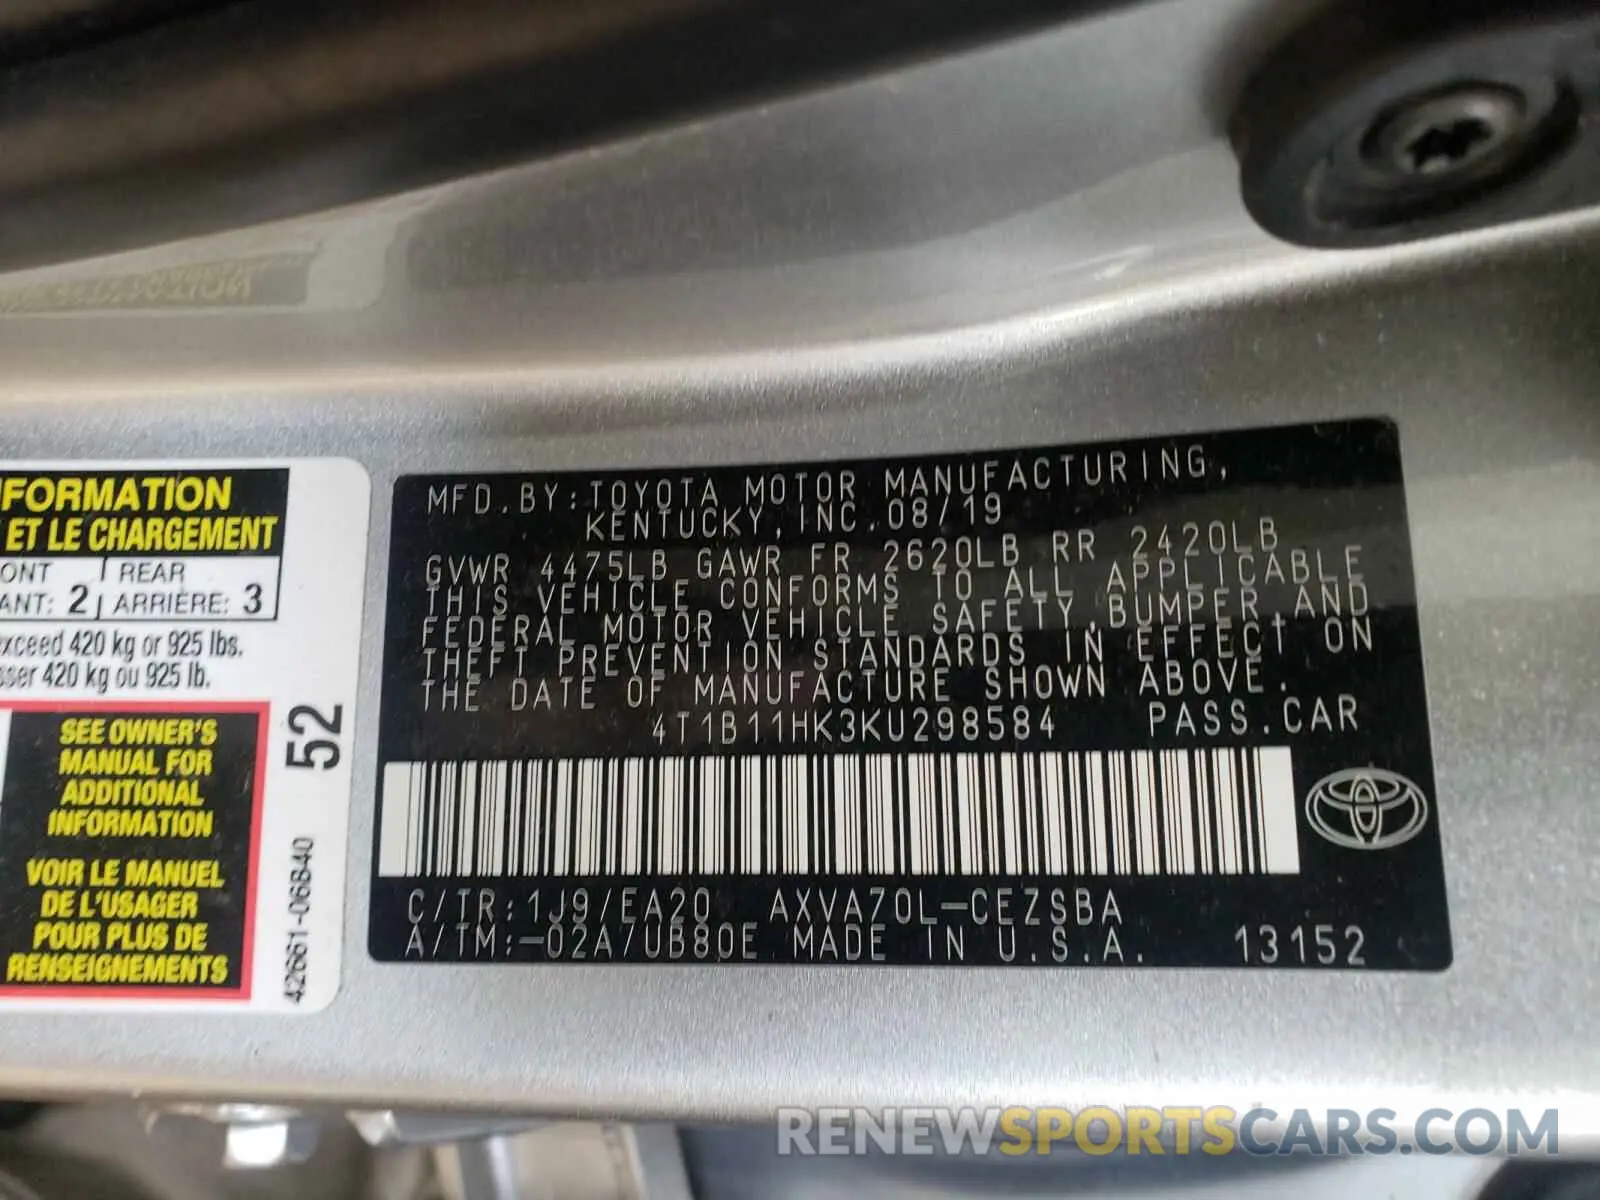 NFORMATION
ET LE CHARGEMENT
ONT REAR
ANT: 2 ARRIÈRE: 3
exceed 420 kg or 925 lbs.
sser 420 kg ou 925 lb.
SEE OWNER'S
MANUAL FOR
ADDITIONAL
INFORMATION
VOIR LE MANUEL
DE L'USAGER
POUR PLUS DE
RENSEIGNEMENTS
52
42661-06B40
MFD.BY:TOYOTA MOTOR MANUFACTURING,
KENTUCKY,INC.08/19
GVWR 4475LB GAWR FR 2620LB RR 2420LB
THIS VEHICLE CONFORMS TO ALL APPLICABLE
FEDERAL MOTOR VEHICLE SAFETY,BUMPER,AND
THEFT PREVENTION STANDARDS IN EFFECT ON
THE DATE OF MANUFACTURE SHOWN ABOVE.
4T1B11HK3KU298584 PASS.CAR
C/TR:1J9/EA20 AXVA70L-CEZSBA
A/TM:-02A/UB80E MADE IN U.S.A. 13152
RENEWSPORTSCARS.COM